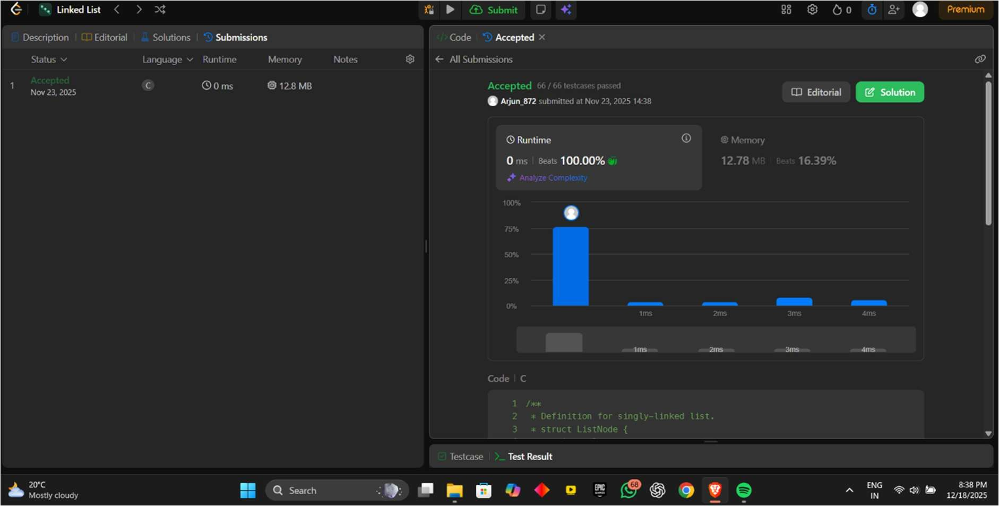 Linked List
Submit
0
Premium
Description
Editorial
Solutions
Submissions
Status
Language
Runtime
Memory
Notes
1
Accepted
Nov 23, 2025
C
0 ms
12.8 MB
Code
Accepted
All Submissions
Accepted 66 / 66 testcases passed
Arjun_872 submitted at Nov 23, 2025 14:38
Editorial
Solution
Runtime
0 ms Beats 100.00%
Analyze Complexity
Memory
12.78 MB Beats 16.39%
100%
75%
50%
25%
0%
1ms
2ms
3ms
4ms
1ms
2ms
3ms
4ms
Code
C
1 /**
2 * Definition for singly-linked list.
3 * struct ListNode {
Testcase
>_ Test Result
20°C
Mostly cloudy
Search
EPIC
GAMES
68
ENG
IN
8:38 PM
12/18/2025